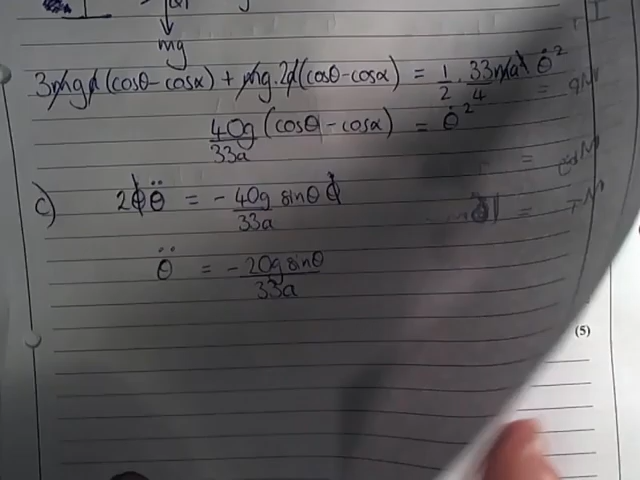 mg
3mga(cosθ-cosα) + mg.2a(cosθ-cosα) = 1/2 . 33ma²/4 θ̇²
40g/33a (cosθ - cosα) = θ̇²
c) 2θ̇θ̈ = -40g sinθ/33a θ̇
θ̈ = -20g sinθ/33a
(5)